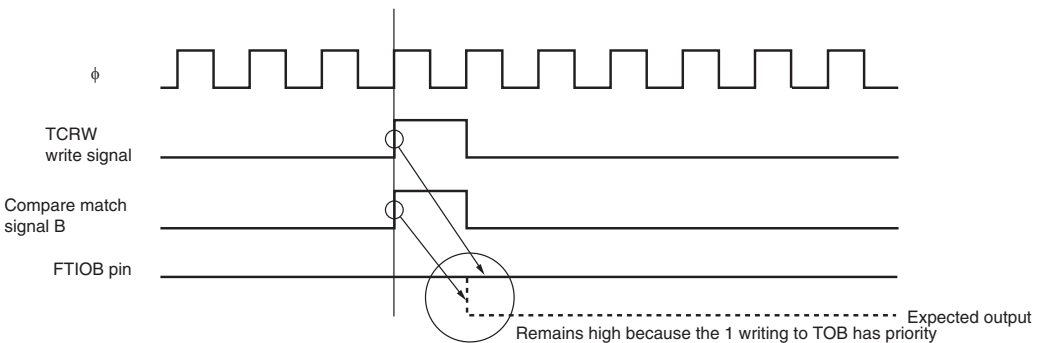 ϕ
TCRW
write signal
Compare match
signal B
FTIOB pin
Expected output
Remains high because the 1 writing to TOB has priority